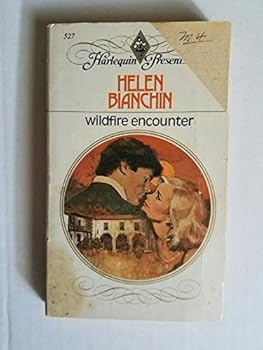 527
Harlequin Presen
HELEN
BIANCHIN
wildfire encounter